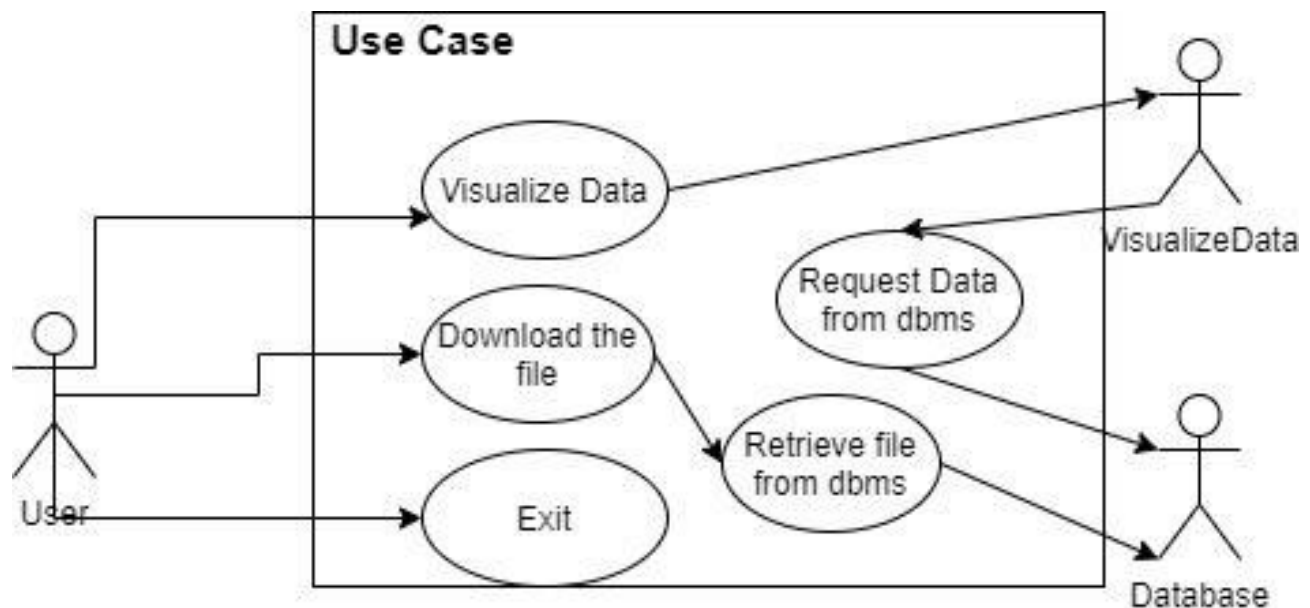 Use Case
Visualize Data
VisualizeData
Request Data
from dbms
Download the
file
Retrieve file
from dbms
User
Exit
Database